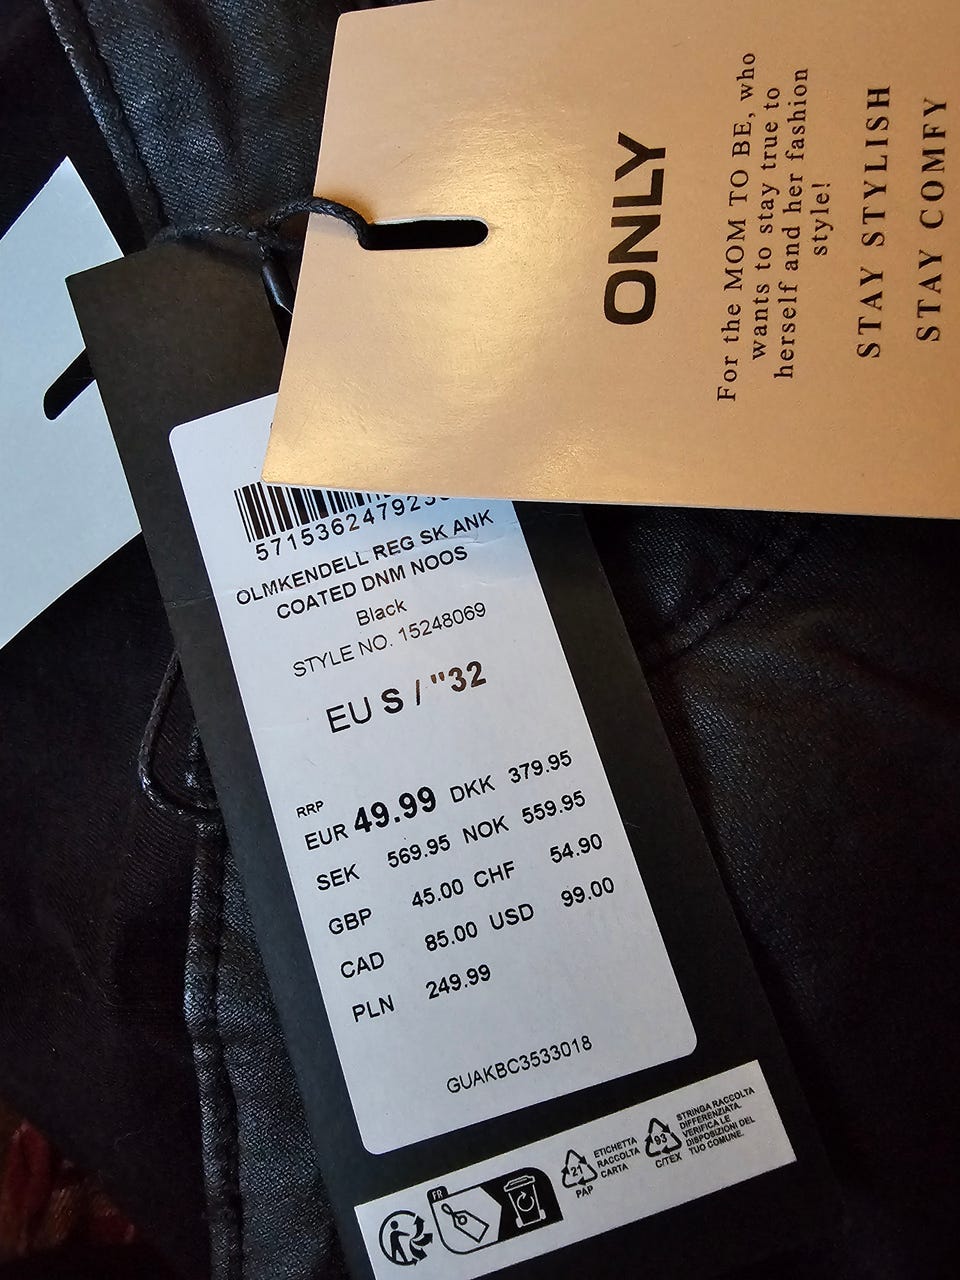 ONLY
For the MOM TO BE, who
wants to stay true to
herself and her fashion
style!
STAY STYLISH
STAY COMFY
OLMKENDELL REG SK ANK
COATED DNM NOOS
Black
STYLE NO. 15248069
EU S / "32
RRP
EUR 49.99 DKK 379.95
SEK 569.95 NOK 559.95
GBP 45.00 CHF 54.90
CAD 85.00 USD 99.00
PLN 249.99
GUAKBC3533018
FR
21
PAP
ETICHETTA
RACCOLTA
CARTA
93
C/TEX
STRINGA RACCOLTA
DIFFERENZIATA.
VERIFICA LE
DISPOSIZIONI DEL
TUO COMUNE.